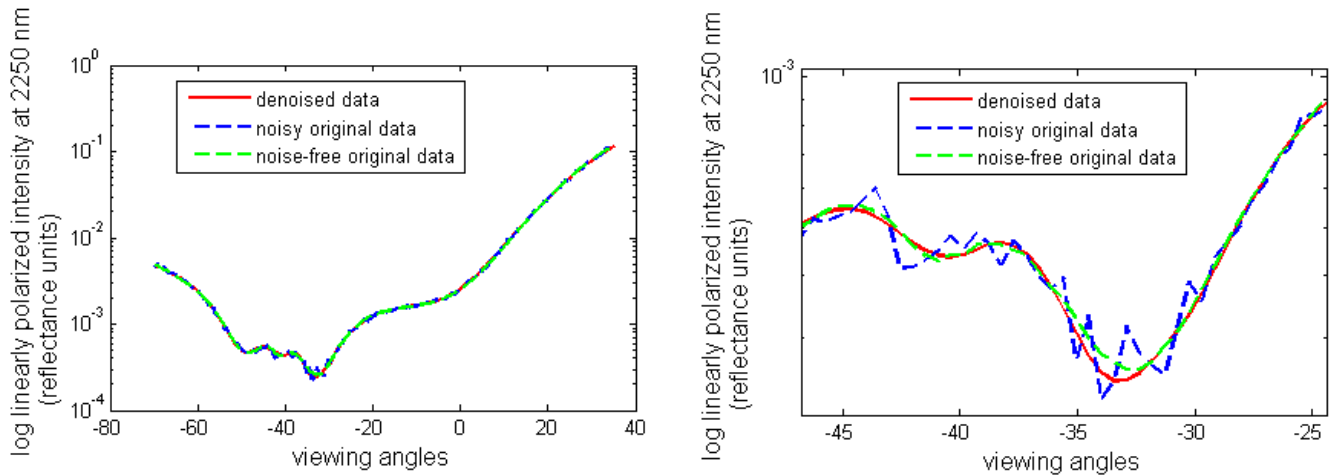 log linearly polarized intensity at 2250 nm
(reflectance units)
10^0
10^-1
10^-2
10^-3
10^-4
denoised data
noisy original data
noise-free original data
-80 -60 -40 -20 0 20 40
viewing angles
log linearly polarized intensity at 2250 nm
(reflectance units)
10^-3
denoised data
noisy original data
noise-free original data
-45 -40 -35 -30 -25
viewing angles